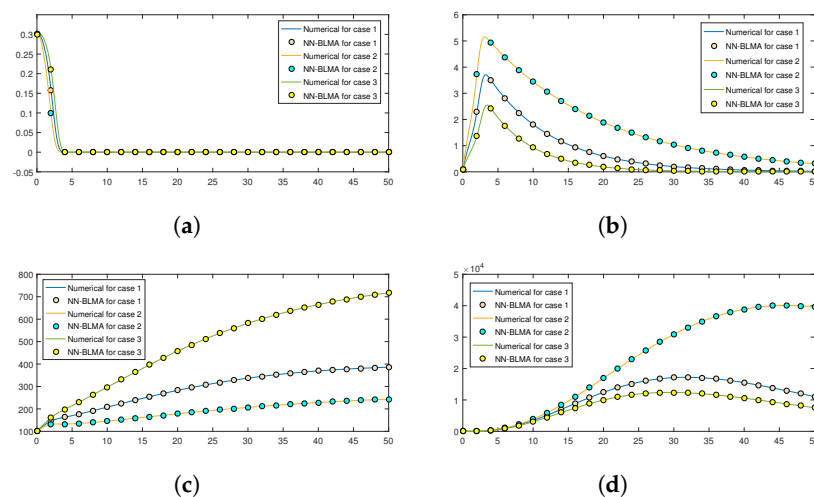 0.3
0.25
0.2
0.15
0.1
0.05
0
-0.05
0 5 10 15 20 25 30 35 40 45 50
Numerical for case 1
NN-BLMA for case 1
Numerical for case 2
NN-BLMA for case 2
Numerical for case 3
NN-BLMA for case 3
(a)
6
5
4
3
2
1
0
0 5 10 15 20 25 30 35 40 45 50
Numerical for case 1
NN-BLMA for case 1
Numerical for case 2
NN-BLMA for case 2
Numerical for case 3
NN-BLMA for case 3
(b)
800
700
600
500
400
300
200
100
0 5 10 15 20 25 30 35 40 45 50
Numerical for case 1
NN-BLMA for case 1
Numerical for case 2
NN-BLMA for case 2
Numerical for case 3
NN-BLMA for case 3
(c)
× 10^4
5
4
3
2
1
0
0 5 10 15 20 25 30 35 40 45 50
Numerical for case 1
NN-BLMA for case 1
Numerical for case 2
NN-BLMA for case 2
Numerical for case 3
NN-BLMA for case 3
(d)